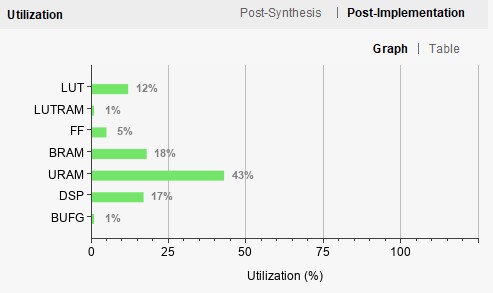 Utilization Post-Synthesis | Post-Implementation
Graph | Table
LUT 12%
LUTRAM 1%
FF 5%
BRAM 18%
URAM 43%
DSP 17%
BUFG 1%
0 25 50 75 100
Utilization (%)